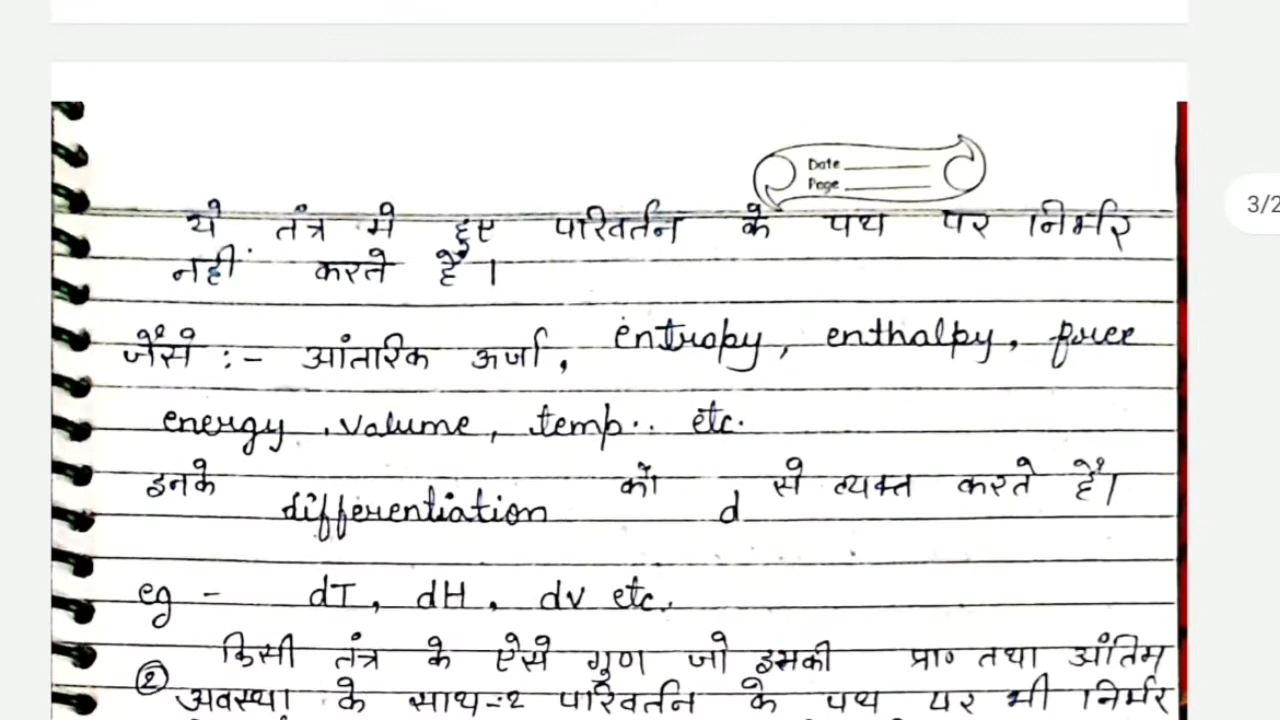 Date
Page
ये तंत्र मे हुए परिवर्तन के पथ पर निर्भर
नहीं करते हैं।
जैसे :- आंतरिक ऊर्जा, entropy, enthalpy, free
energy, volume, temp.. etc.
इनके differentiation को d से व्यक्त करते हैं।
eg - dT, dH, dv etc.
② किसी तंत्र के ऐसे गुण जो इसकी प्रा० तथा अंतिम
अवस्था के साथ-२ परिवर्तन के पथ पर भी निर्भर
3/2